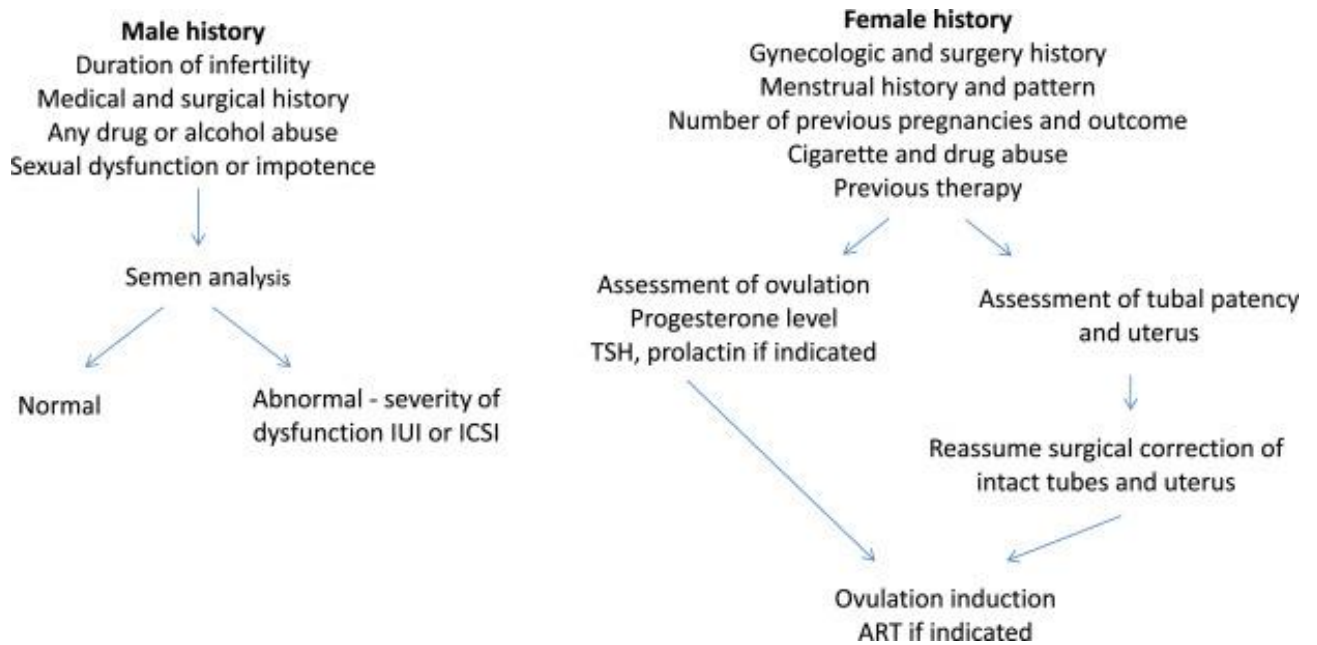 Male history
Duration of infertility
Medical and surgical history
Any drug or alcohol abuse
Sexual dysfunction or impotence
Semen analysis
Normal
Abnormal - severity of
dysfunction IUI or ICSI
Female history
Gynecologic and surgery history
Menstrual history and pattern
Number of previous pregnancies and outcome
Cigarette and drug abuse
Previous therapy
Assessment of ovulation
Progesterone level
TSH, prolactin if indicated
Assessment of tubal patency
and uterus
Reassume surgical correction of
intact tubes and uterus
Ovulation induction
ART if indicated